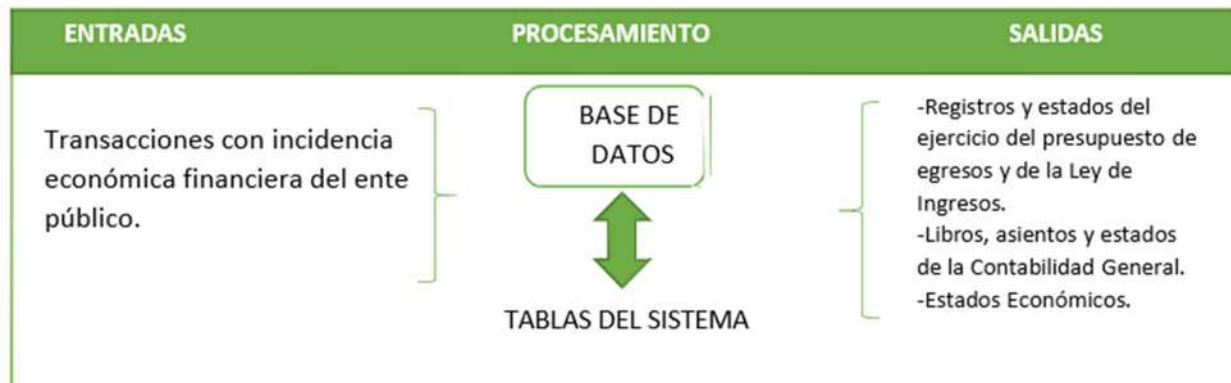 ENTRADAS
PROCESAMIENTO
SALIDAS
Transacciones con incidencia
económica financiera del ente
público.
BASE DE
DATOS
TABLAS DEL SISTEMA
-Registros y estados del
ejercicio del presupuesto de
egresos y de la Ley de
Ingresos.
-Libros, asientos y estados
de la Contabilidad General.
-Estados Económicos.